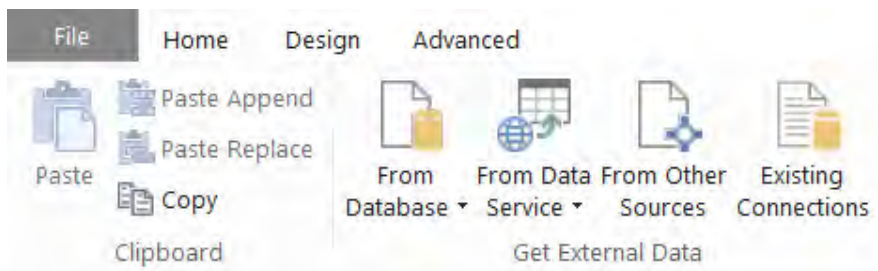 File Home Design Advanced
Paste Append
Paste Replace
Copy
Paste
Clipboard
From
Database
From Data
Service
From Other
Sources
Existing
Connections
Get External Data